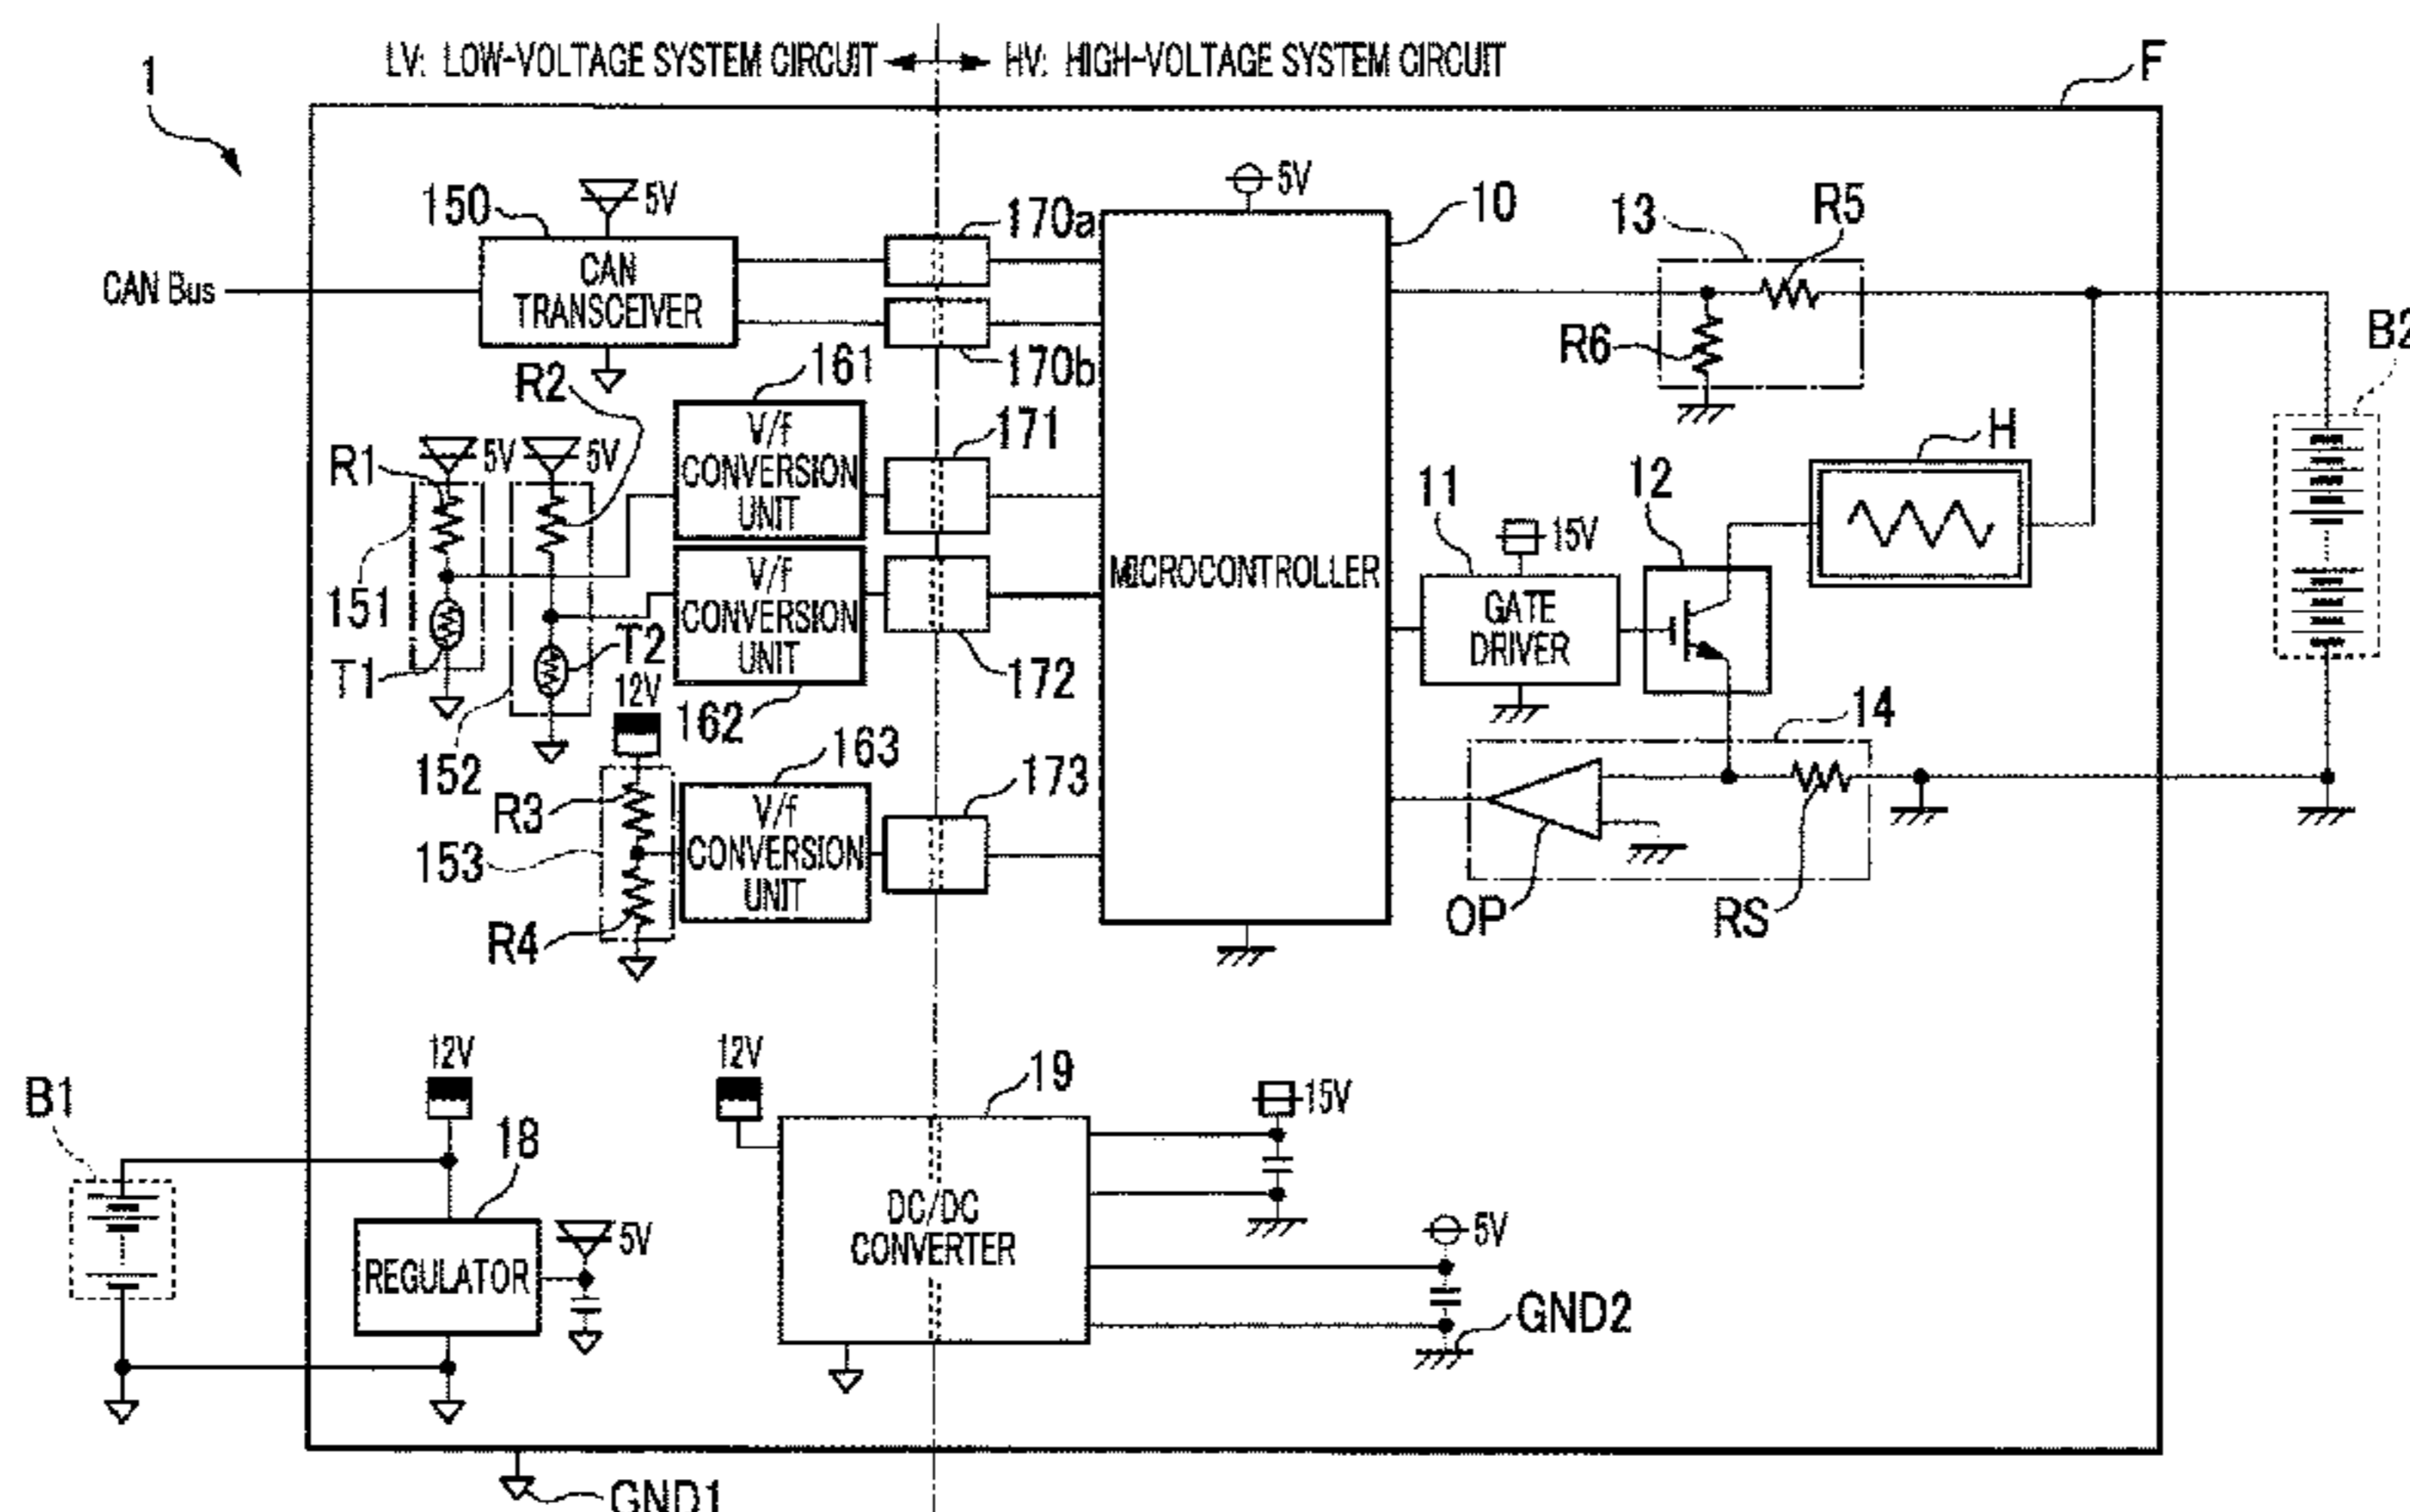 LV: LOW-VOLTAGE SYSTEM CIRCUIT
HV: HIGH-VOLTAGE SYSTEM CIRCUIT
1
F
150
5V
170a
5V
10
13
R5
CAN Bus
CAN
TRANSCEIVER
170b
R6
B2
R2
161
171
H
R1
5V
5V
V/f
CONVERSION
UNIT
11
15V
12
151
T1
V/f
CONVERSION
UNIT
172
MICROCONTROLLER
GATE
DRIVER
T2
12V
162
14
152
163
173
R3
V/f
CONVERSION
UNIT
153
R4
OP
RS
12V
12V
19
15V
B1
18
DC/DC
CONVERTER
5V
5V
REGULATOR
GND2
GND1